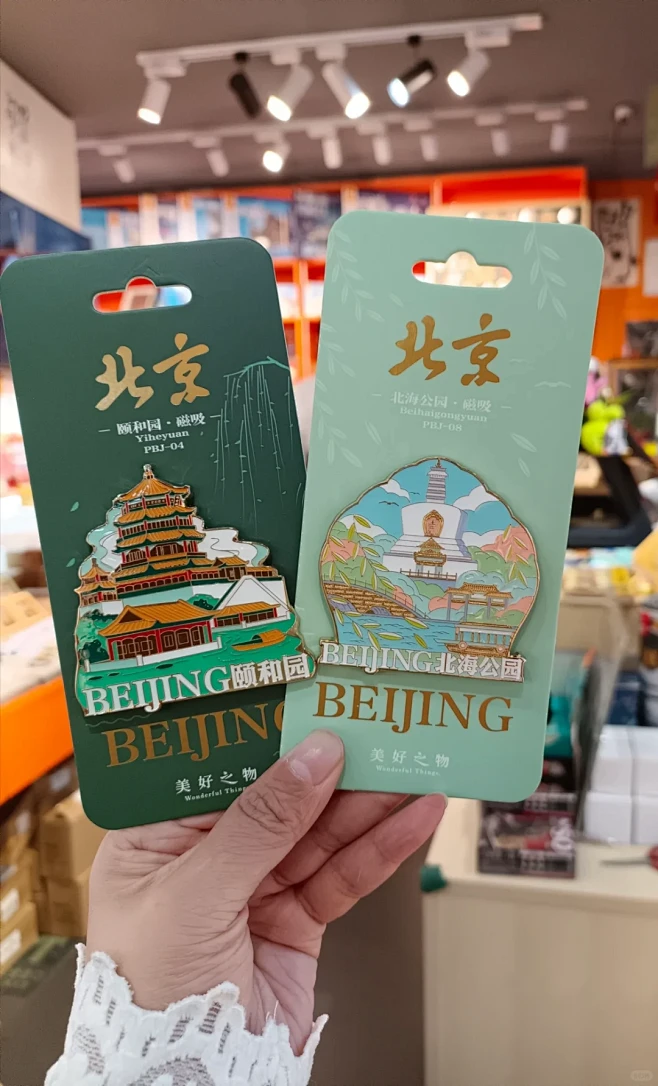 北京
颐和园·磁吸
Yiheyuan
PBJ-04
BEIJING颐和园
BEIJING
美好之物
Wonderful Things
北京
北海公园·磁吸
Beihaigongyuan
PBJ-08
BEIJING北海公园
BEIJING
美好之物
Wonderful Things